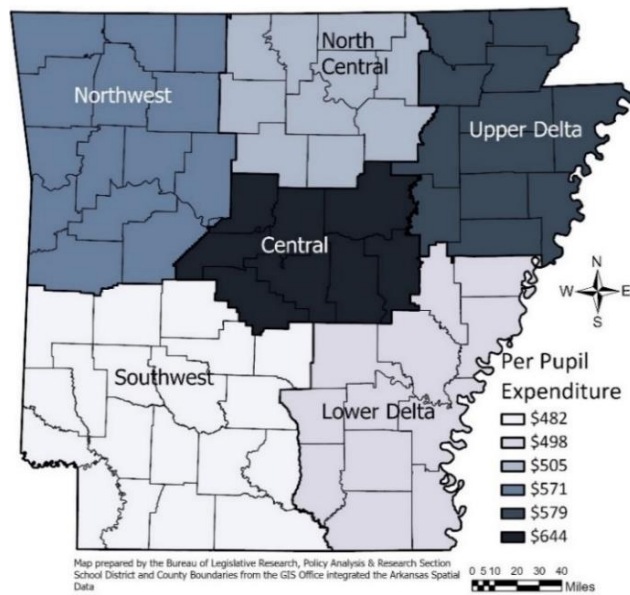 North
Central
Northwest
Upper Delta
Central
N
W E
S
Southwest
Lower Delta
Per Pupil
Expenditure
$482
$498
$505
$571
$579
$644
Map prepared by the Bureau of Legislative Research, Policy Analysis & Research Section
School District and County Boundaries from the GIS Office integrated the Arkansas Spatial
Data
0 5 10 20 30 40
Miles